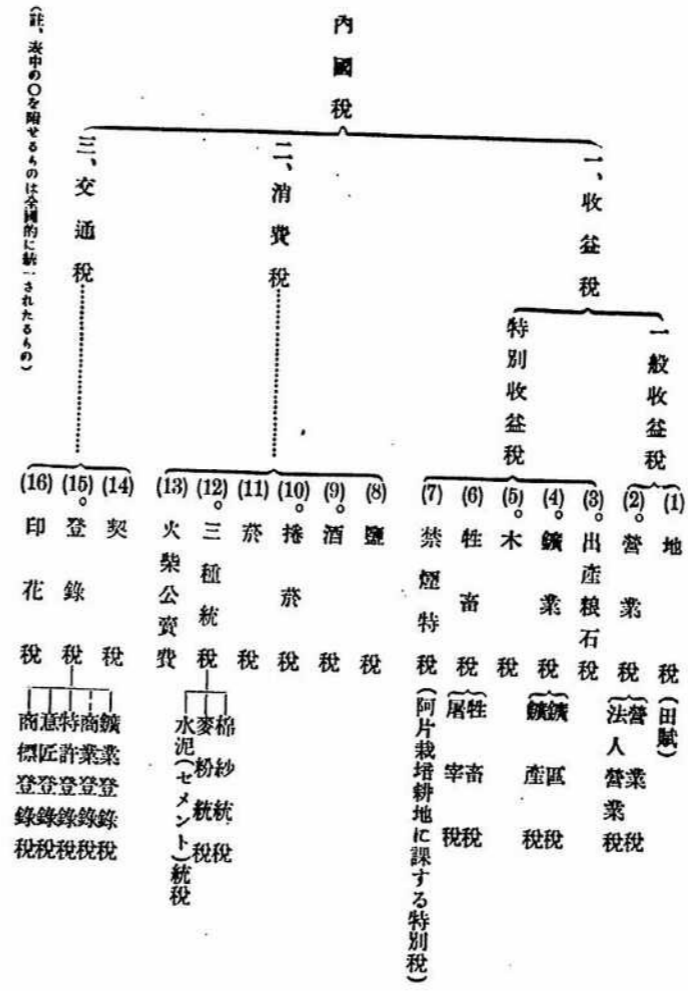 內國稅
一、收益稅
一般收益稅
(1) 地稅(田賦)
(2)○ 營業稅
營業稅
法人營業稅
特別收益稅
(3)○ 出產粮石稅
(4)○ 鑛業稅
鑛區稅
鑛產稅
(5)○ 木稅
(6) 牲畜稅
牲畜稅
屠宰稅
(7) 禁煙特稅(阿片栽培耕地に課する特別稅)
二、消費稅
(8) 鹽稅
(9)○ 酒稅
(10)○ 捲菸稅
(11) 菸稅
(12)○ 三種統稅
棉紗統稅
麥粉統稅
水泥(セメント)統稅
(13) 火柴公賣費
三、交通稅
(14) 契稅
(15)○ 登錄稅
鑛業登錄稅
商業登錄稅
特許登錄稅
意匠登錄稅
商標登錄稅
(16) 印花稅
(註、表中の○を附せるものは全國的に統一されたるもの)